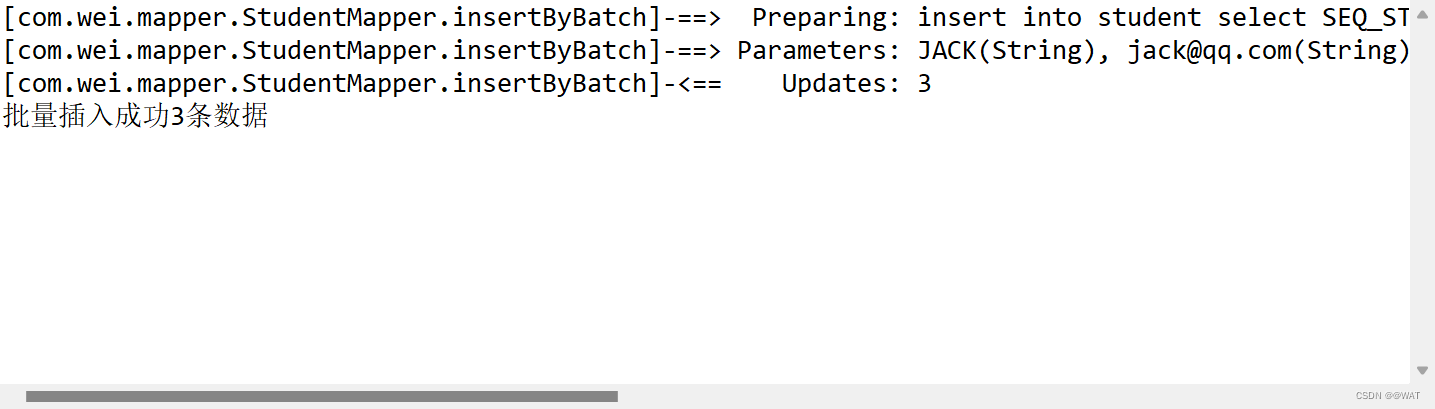 [com.wei.mapper.StudentMapper.insertByBatch]-==>  Preparing: insert into student select SEQ_ST
[com.wei.mapper.StudentMapper.insertByBatch]-==> Parameters: JACK(String), jack@qq.com(String)
[com.wei.mapper.StudentMapper.insertByBatch]-<==    Updates: 3
批量插入成功3条数据
CSDN @@WAT